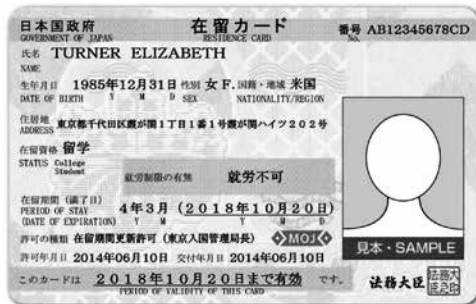 日本国政府 在留カード 番号 AB12345678CD
GOVERNMENT OF JAPAN RESIDENCE CARD No.
氏名 TURNER ELIZABETH
NAME
生年月日 1985年12月31日 性別 女 F. 国籍・地域 米国
DATE OF BIRTH Y M D SEX NATIONALITY/REGION
住居地 東京都千代田区霞が関1丁目1番1号霞が関ハイツ202号
ADDRESS
在留資格 留学
STATUS College Student
就労制限の有無 就労不可
在留期間(満了日) 4年3月(2018年10月20日)
PERIOD OF STAY (DATE OF EXPIRATION) Y M Y M D
許可の種類 在留期間更新許可(東京入国管理局長) MOJ
許可年月日 2014年06月10日 交付年月日 2014年06月10日
見本・SAMPLE
このカードは 2018年10月20日まで有効 です。 法務大臣
PERIOD OF VALIDITY OF THIS CARD